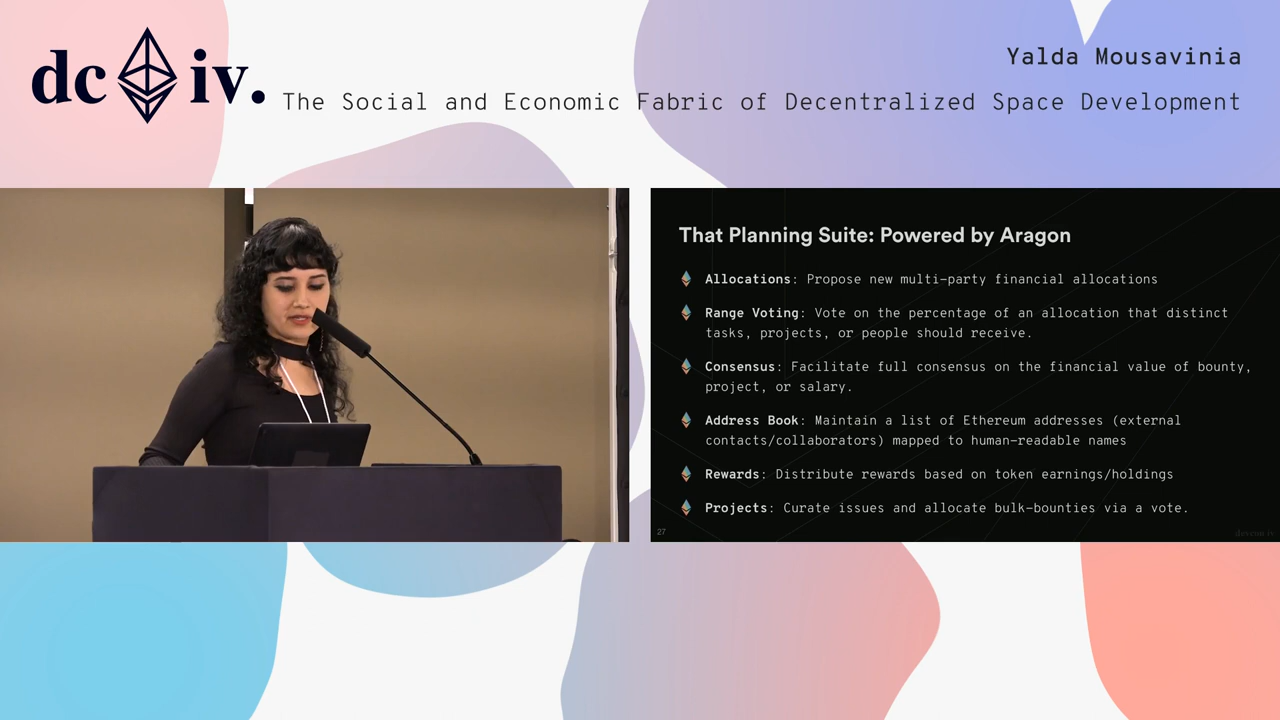 dc iv.
Yalda Mousavinia
The Social and Economic Fabric of Decentralized Space Development
That Planning Suite: Powered by Aragon
Allocations: Propose new multi-party financial allocations
Range Voting: Vote on the percentage of an allocation that distinct
tasks, projects, or people should receive.
Consensus: Facilitate full consensus on the financial value of bounty,
project, or salary.
Address Book: Maintain a list of Ethereum addresses (external
contacts/collaborators) mapped to human-readable names
Rewards: Distribute rewards based on token earnings/holdings
Projects: Curate issues and allocate bulk-bounties via a vote.
27
devcon iv